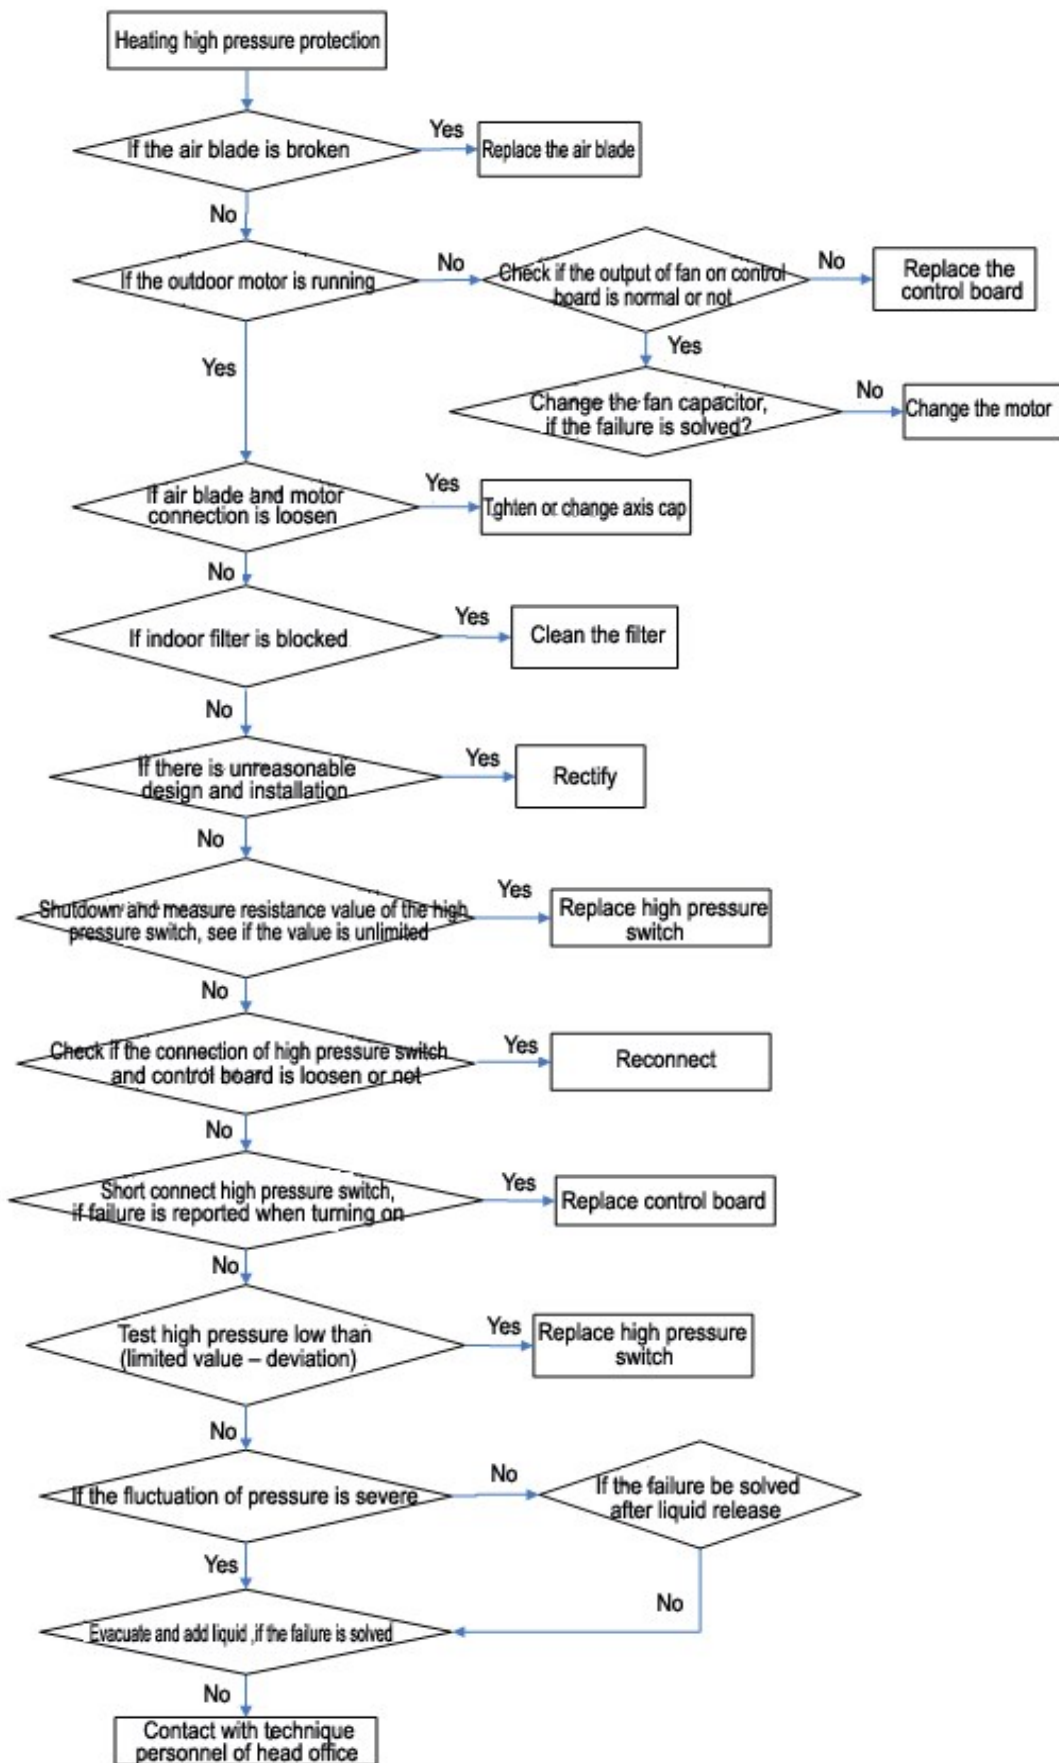 Heating high pressure protection
If the air blade is broken
Yes
Replace the air blade
No
If the outdoor motor is running
No
Check if the output of fan on control
board is normal or not
No
Replace the
control board
Yes
Yes
Change the fan capacitor,
if the failure is solved?
No
Change the motor
If air blade and motor
connection is loosen
Yes
Tghten or change axis cap
No
If indoor filter is blocked
Yes
Clean the filter
No
If there is unreasonable
design and installation
Yes
Rectify
No
Shutdown and measure resistance value of the high
pressure switch, see if the value is unlimited
Yes
Replace high pressure
switch
No
Check if the connection of high pressure switch
and control board is loosen or not
Yes
Reconnect
No
Short connect high pressure switch,
if failure is reported when turning on
Yes
Replace control board
No
Test high pressure low than
(limited value – deviation)
Yes
Replace high pressure
switch
No
If the fluctuation of pressure is severe
No
If the failure be solved
after liquid release
Yes
No
Evacuate and add liquid ,if the failure is solved
No
Contact with technique
personnel of head office